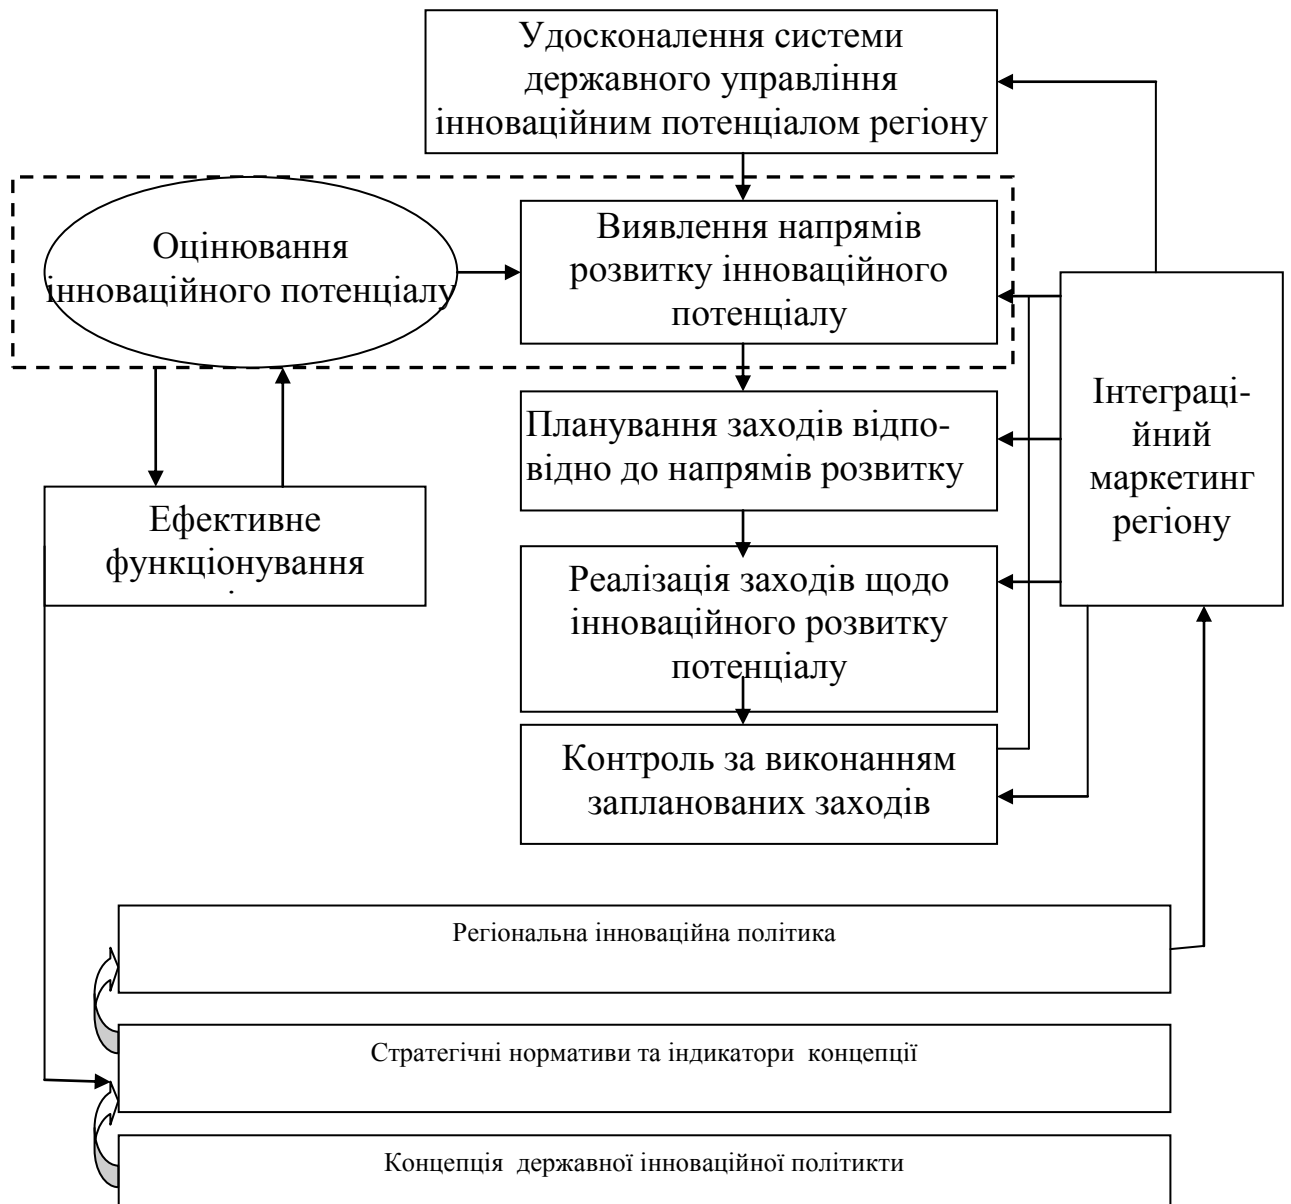 Удосконалення системи
державного управління
інноваційним потенціалом регіону
Оцінювання
інноваційного потенціалу
Виявлення напрямів
розвитку інноваційного
потенціалу
Інтеграці-
йний
маркетинг
регіону
Планування заходів відпо-
відно до напрямів розвитку
Ефективне
функціонування
Реалізація заходів щодо
інноваційного розвитку
потенціалу
Контроль за виконанням
запланованих заходів
Регіональна інноваційна політика
Стратегічні нормативи та індикатори концепції
Концепція державної інноваційної політикти